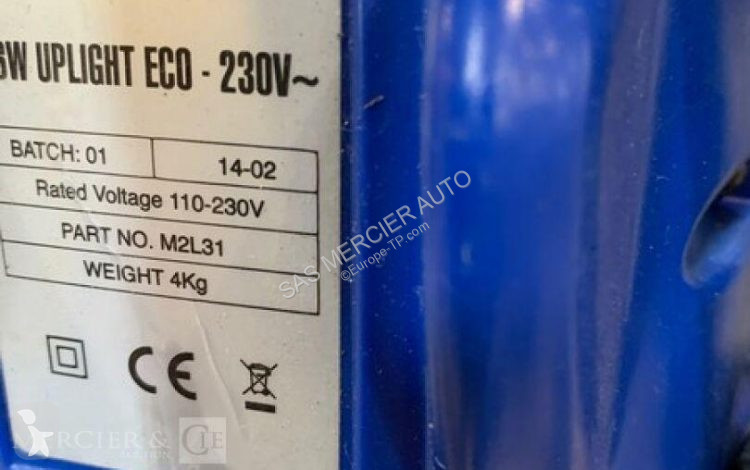 6W UPLIGHT ECO - 230V~
BATCH: 01 14-02
Rated Voltage 110-230V
PART NO. M2L31
WEIGHT 4Kg
CE
SAS MERCIER AUTO
©Europe-TP.com
RCIER & CIE